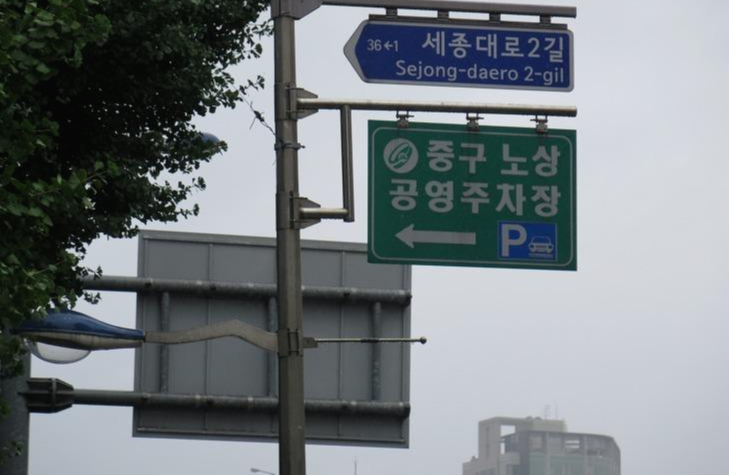 36←1 세종대로2길
Sejong-daero 2-gil
중구 노상
공영주차장
← P